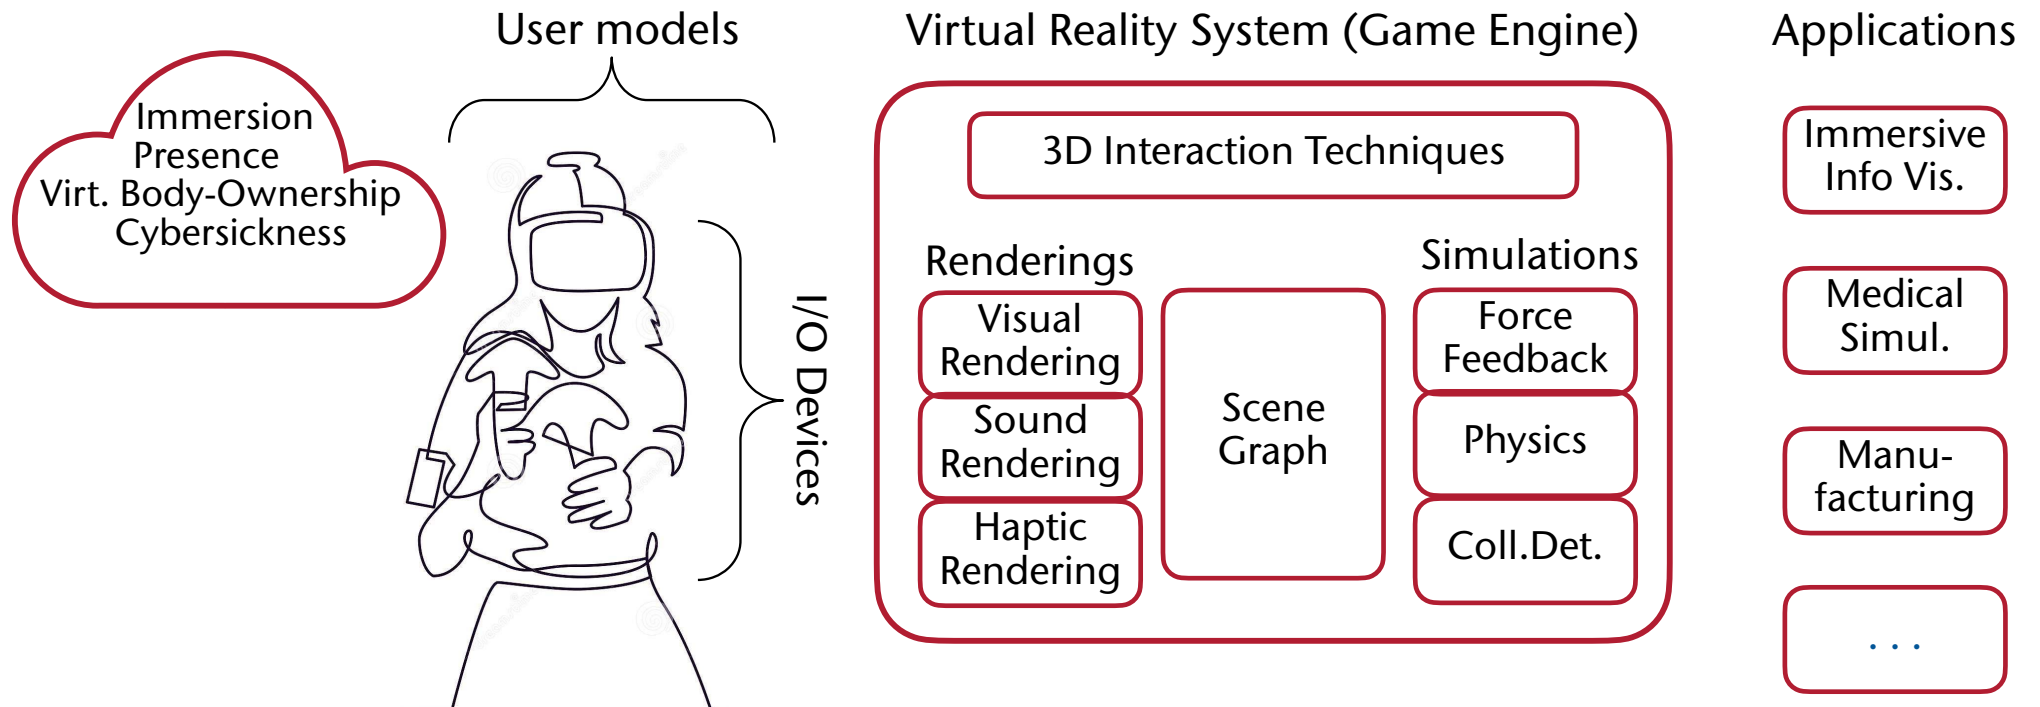 User models
Virtual Reality System (Game Engine)
Applications
Immersion
Presence
Virt. Body-Ownership
Cybersickness
I/O Devices
3D Interaction Techniques
Renderings
Visual
Rendering
Sound
Rendering
Haptic
Rendering
Scene
Graph
Simulations
Force
Feedback
Physics
Coll.Det.
Immersive
Info Vis.
Medical
Simul.
Manu-
facturing
. . .